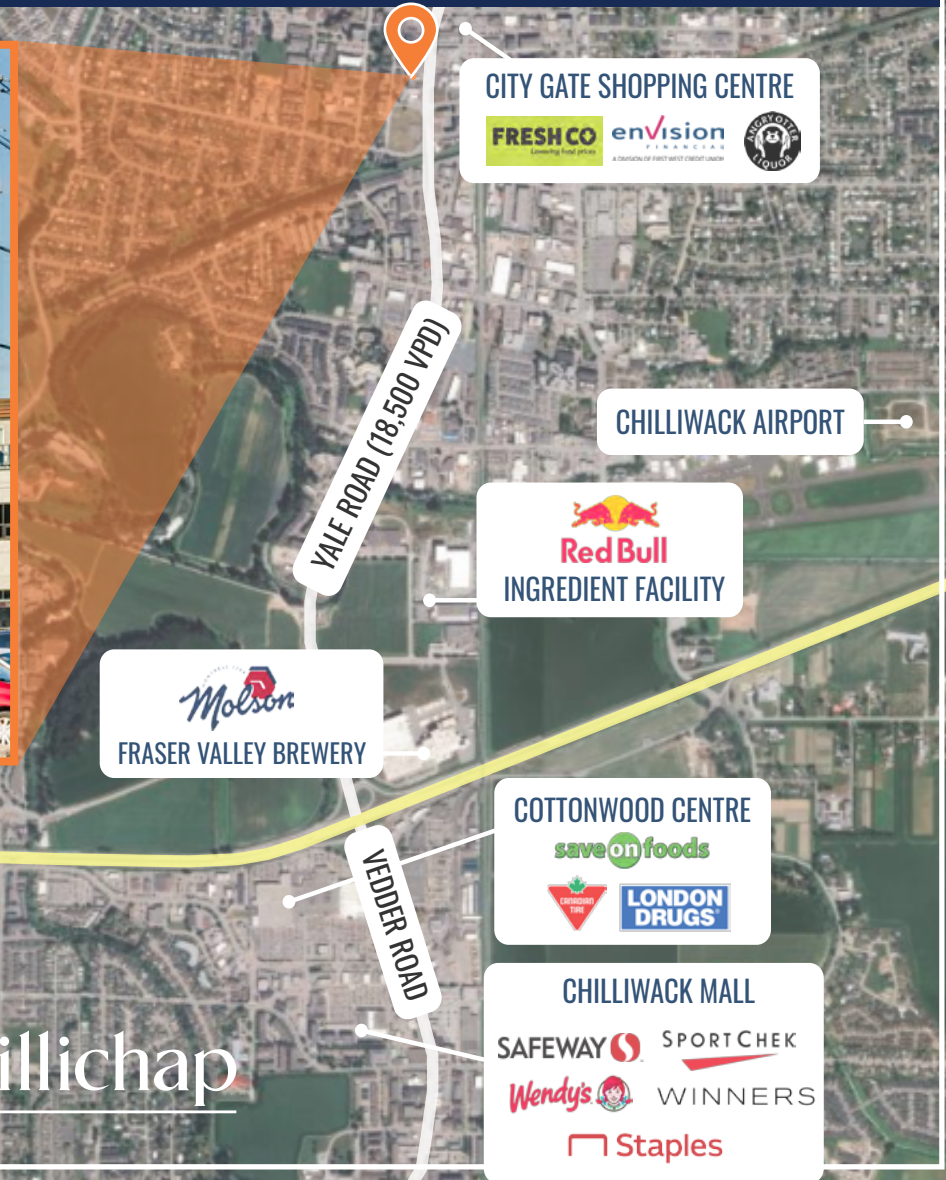 CITY GATE SHOPPING CENTRE
FRESHCO
Lowering food prices
envision
FINANCIAL
A DIVISION OF FIRST WEST CREDIT UNION
ANGRY OTTER
LIQUOR
YALE ROAD (18,500 VPD)
CHILLIWACK AIRPORT
Red Bull
INGREDIENT FACILITY
Molson
FRASER VALLEY BREWERY
COTTONWOOD CENTRE
save on foods
CANADIAN
TIRE
LONDON
DRUGS
VEDDER ROAD
CHILLIWACK MALL
SAFEWAY
SPORTCHEK
Wendy's
WINNERS
Staples
illichap